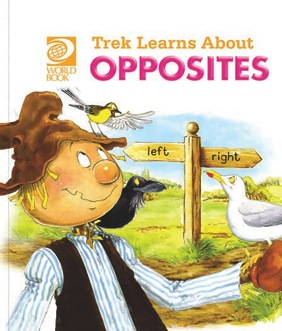 Trek Learns About
OPPOSITES
WORLD
BOOK
left
right